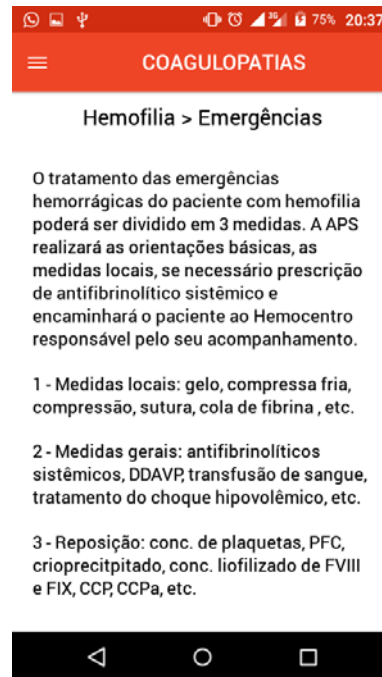 3G 75% 20:37
COAGULOPATIAS
Hemofilia > Emergências
O tratamento das emergências
hemorrágicas do paciente com hemofilia
poderá ser dividido em 3 medidas. A APS
realizará as orientações básicas, as
medidas locais, se necessário prescrição
de antifibrinolítico sistêmico e
encaminhará o paciente ao Hemocentro
responsável pelo seu acompanhamento.
1 - Medidas locais: gelo, compressa fria,
compressão, sutura, cola de fibrina , etc.
2 - Medidas gerais: antifibrinolíticos
sistêmicos, DDAVP, transfusão de sangue,
tratamento do choque hipovolêmico, etc.
3 - Reposição: conc. de plaquetas, PFC,
crioprecitpitado, conc. liofilizado de FVIII
e FIX, CCP, CCPa, etc.